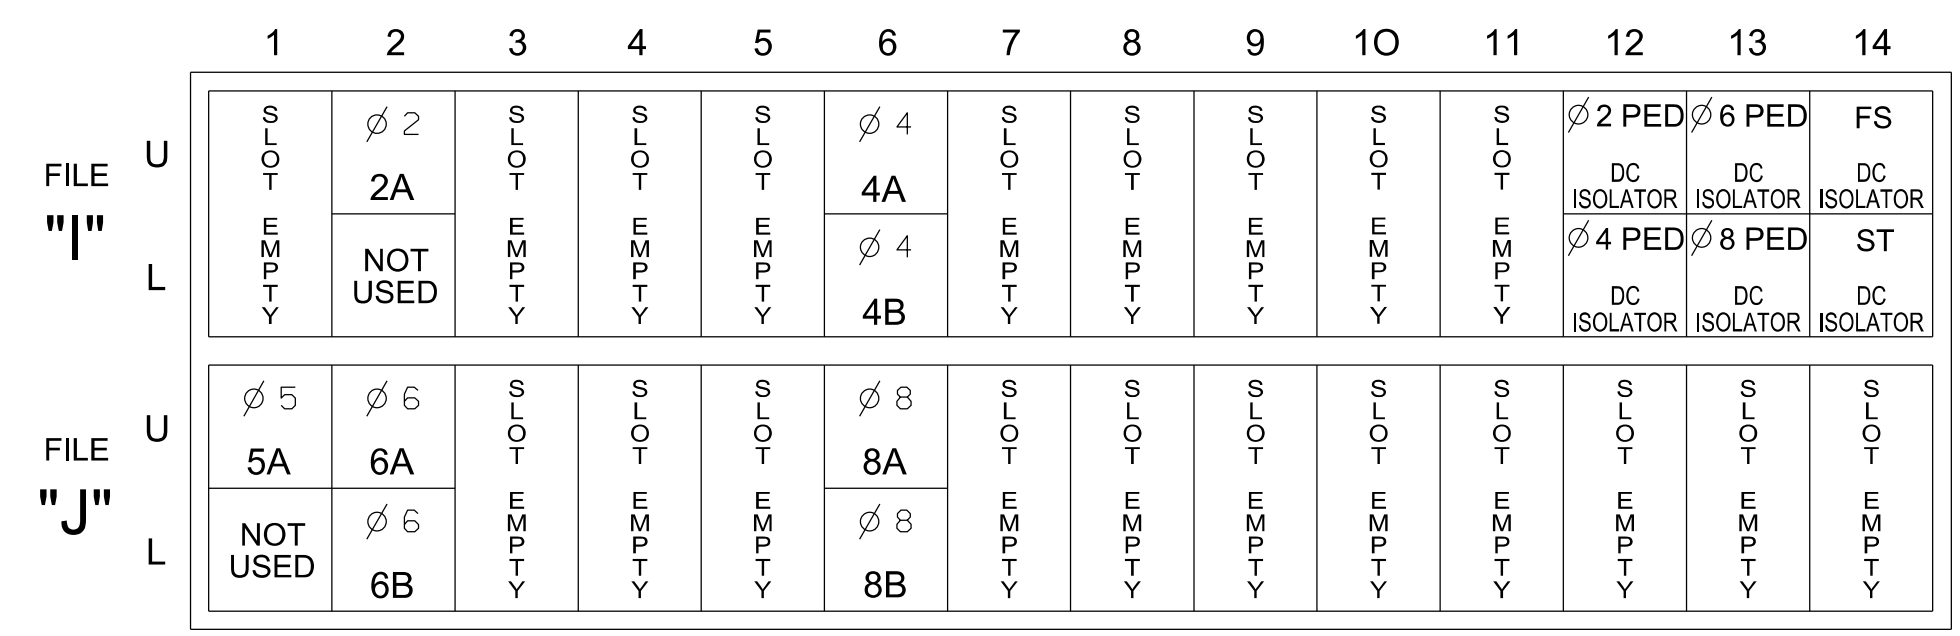 1 2 3 4 5 6 7 8 9 10 11 12 13 14
FILE "I"
U
L
SLOT EMPTY
Ø 2
2A
NOT USED
SLOT EMPTY
SLOT EMPTY
SLOT EMPTY
Ø 4
4A
Ø 4
4B
SLOT EMPTY
SLOT EMPTY
SLOT EMPTY
SLOT EMPTY
SLOT EMPTY
Ø 2 PED
DC
ISOLATOR
Ø 4 PED
DC
ISOLATOR
Ø 6 PED
DC
ISOLATOR
Ø 8 PED
DC
ISOLATOR
FS
DC
ISOLATOR
ST
DC
ISOLATOR
FILE "J"
U
L
Ø 5
5A
NOT USED
Ø 6
6A
Ø 6
6B
SLOT EMPTY
SLOT EMPTY
SLOT EMPTY
Ø 8
8A
Ø 8
8B
SLOT EMPTY
SLOT EMPTY
SLOT EMPTY
SLOT EMPTY
SLOT EMPTY
SLOT EMPTY
SLOT EMPTY
SLOT EMPTY